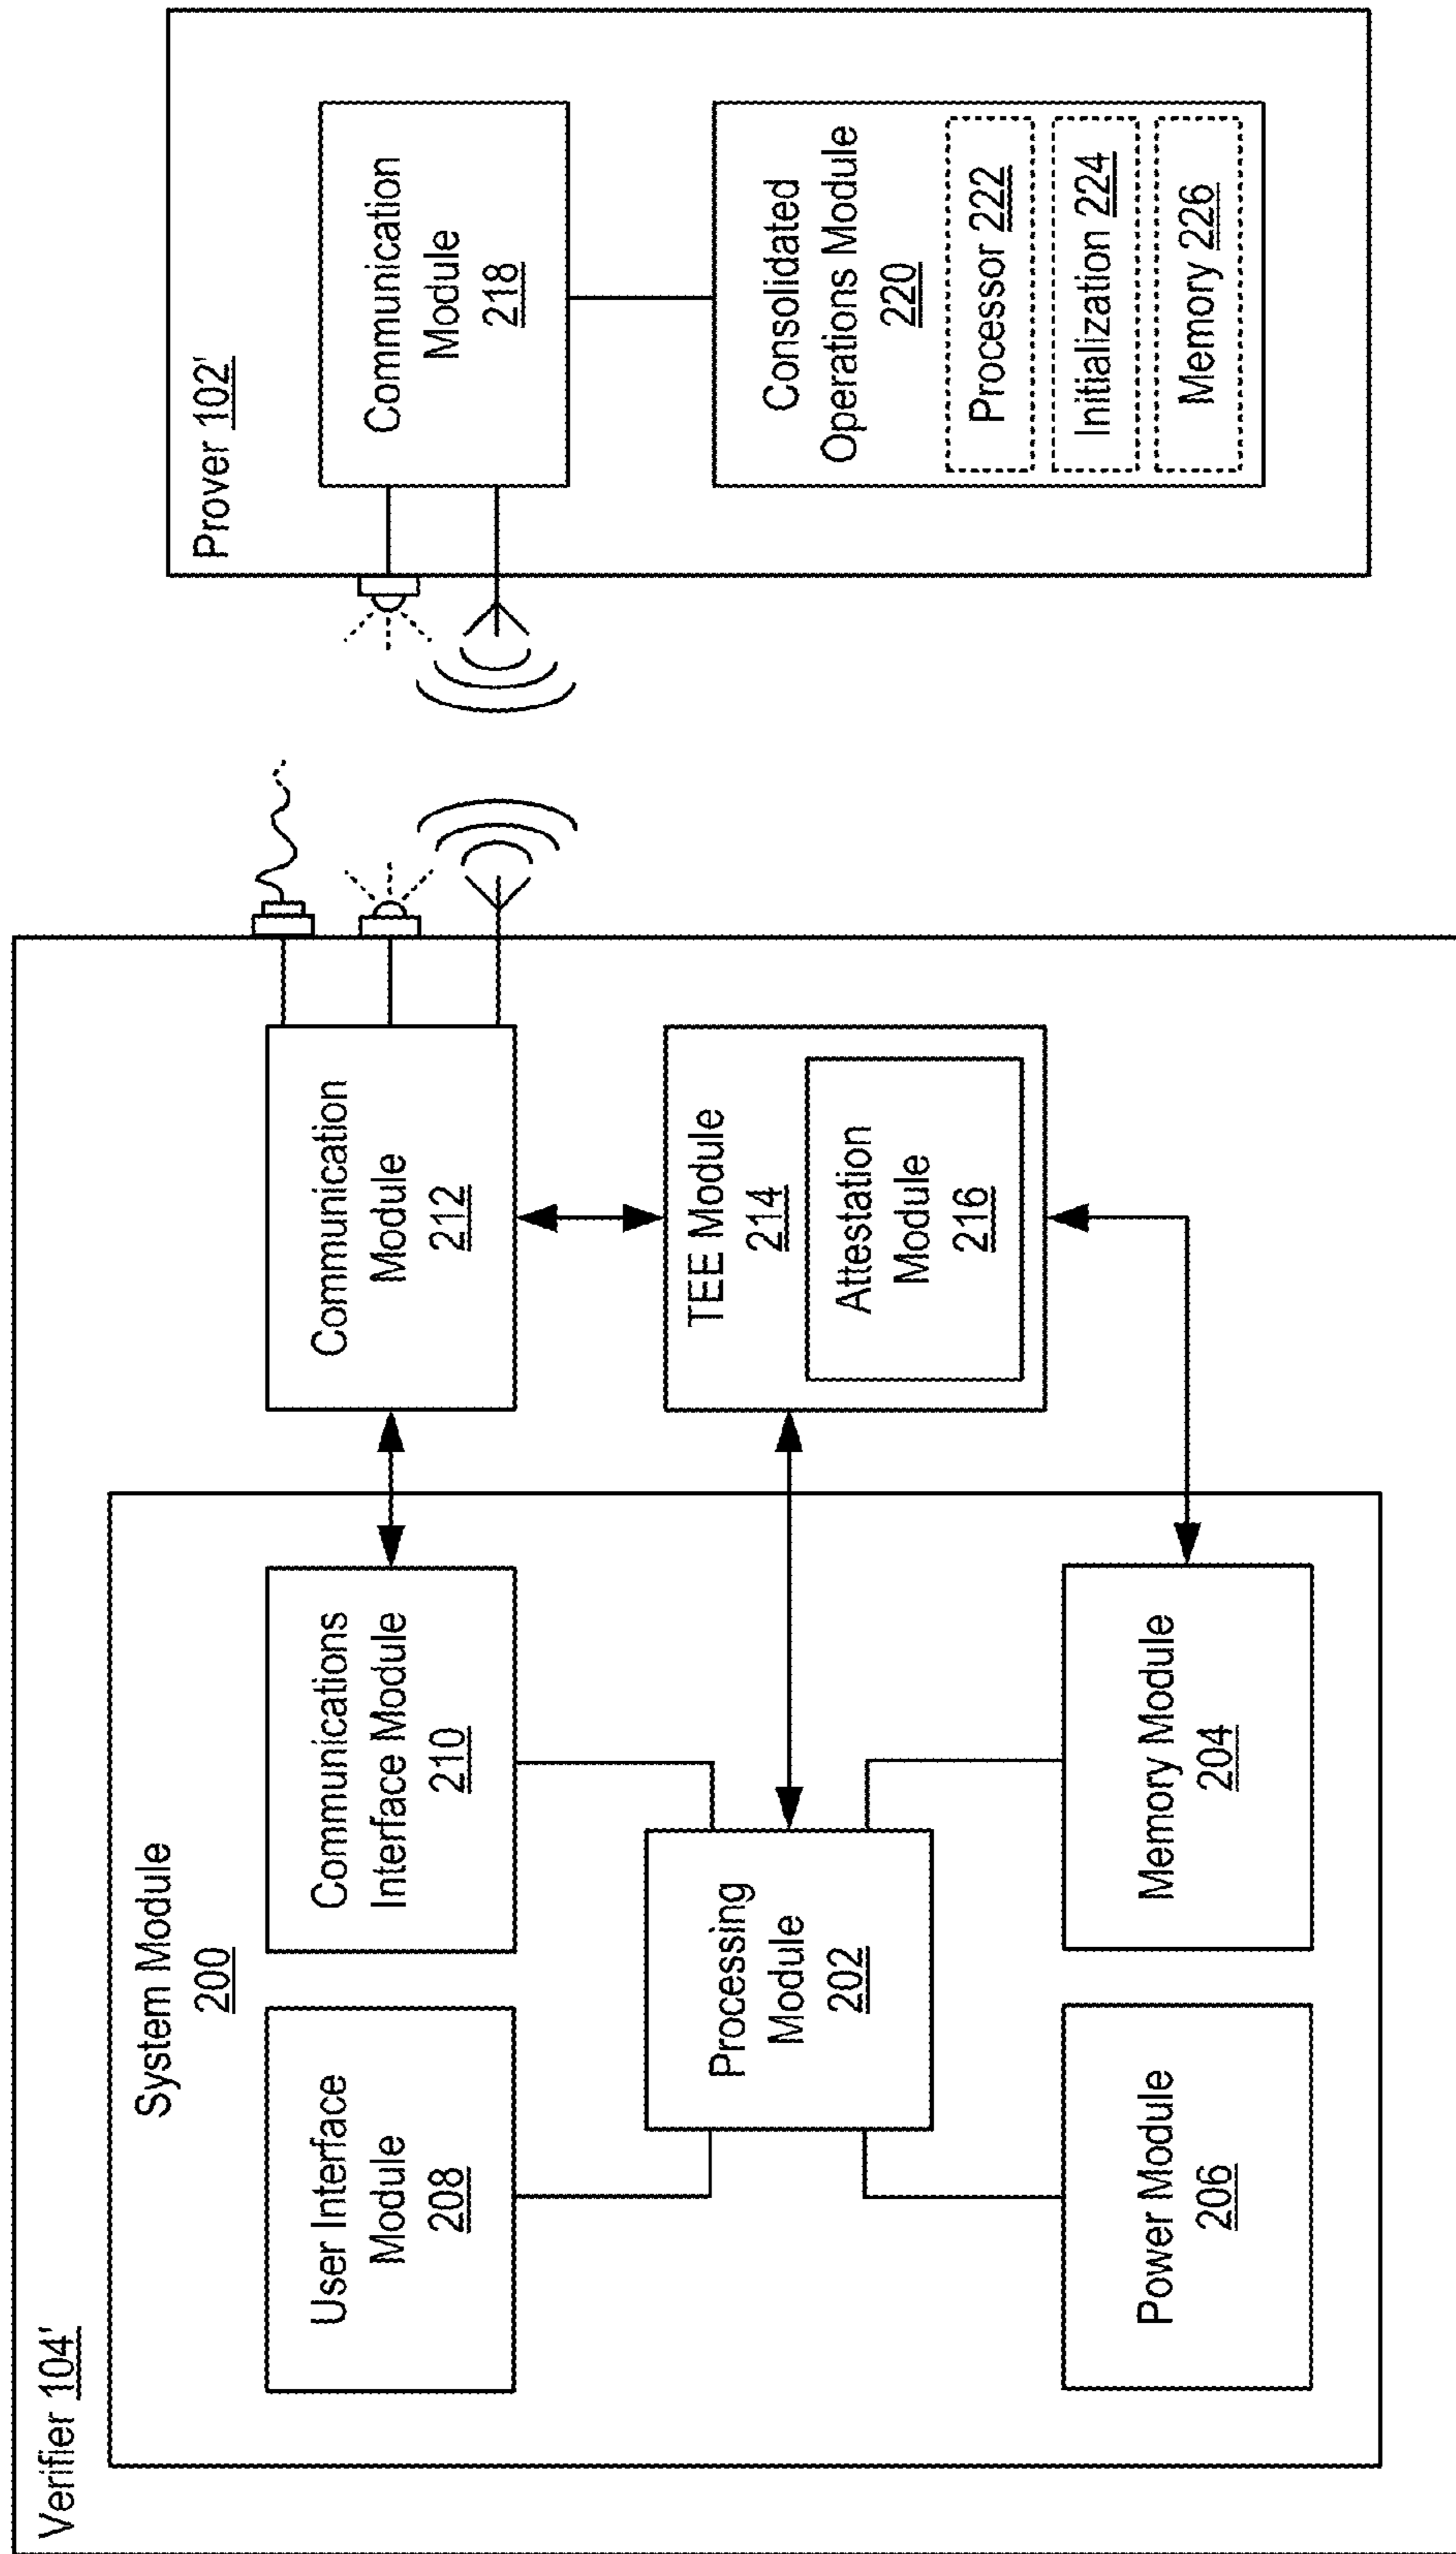 Verifier 104'
System Module
200
User Interface
Module
208
Communications
Interface Module
210
Processing
Module
202
Power Module
206
Memory Module
204
Communication
Module
212
TEE Module
214
Attestation
Module
216
Prover 102'
Communication
Module
218
Consolidated
Operations Module
220
Processor 222
Initialization 224
Memory 226